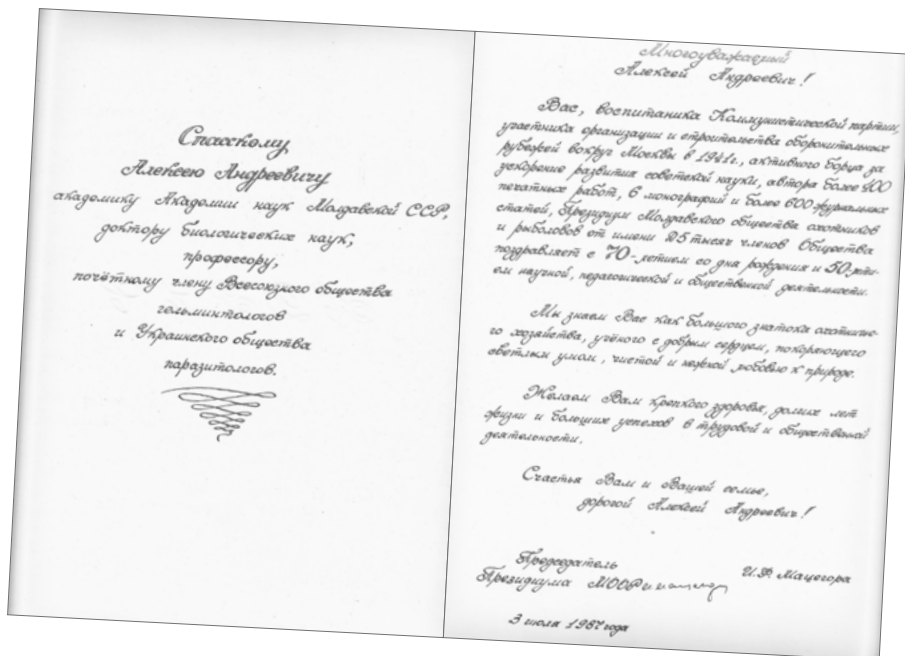 Спасскому
Алексею Андреевичу
академику Академии наук Молдавской ССР,
доктору биологических наук,
профессору,
почётному члену Всесоюзного общества
гельминтологов
и Украинского общества
паразитологов.
Многоуважаемый
Алексей Андреевич!
Вас, воспитаника Коммунистической партии,
участника организации и строительства оборонительных
рубежей вокруг Москвы в 1941г., активного борца за
ускорение развития советской науки, автора более
печатных работ, 6 монографий и более 600 журнальных
статей, Президиум Молдавского общества охотников
и рыболовов от имени 25 тысяч членов Общества
поздравляет с 70-летием со дня рождения и 50-лети-
ем научной, педагогической и общественной деятельности.
Мы знаем Вас как большого знатока охотничье-
го хозяйства, учёного с добрым сердцем, покоряющего
светлым умом, чистой и нежной любовью к природе.
Желаем Вам крепкого здоровья, долгих лет
жизни и больших успехов в трудовой и общественной
деятельности.
Счастья Вам и Вашей семье,
дорогой Алексей Андреевич!
Председатель
Президиума МООР И.Ф. Мацегора
3 июля 1987 года